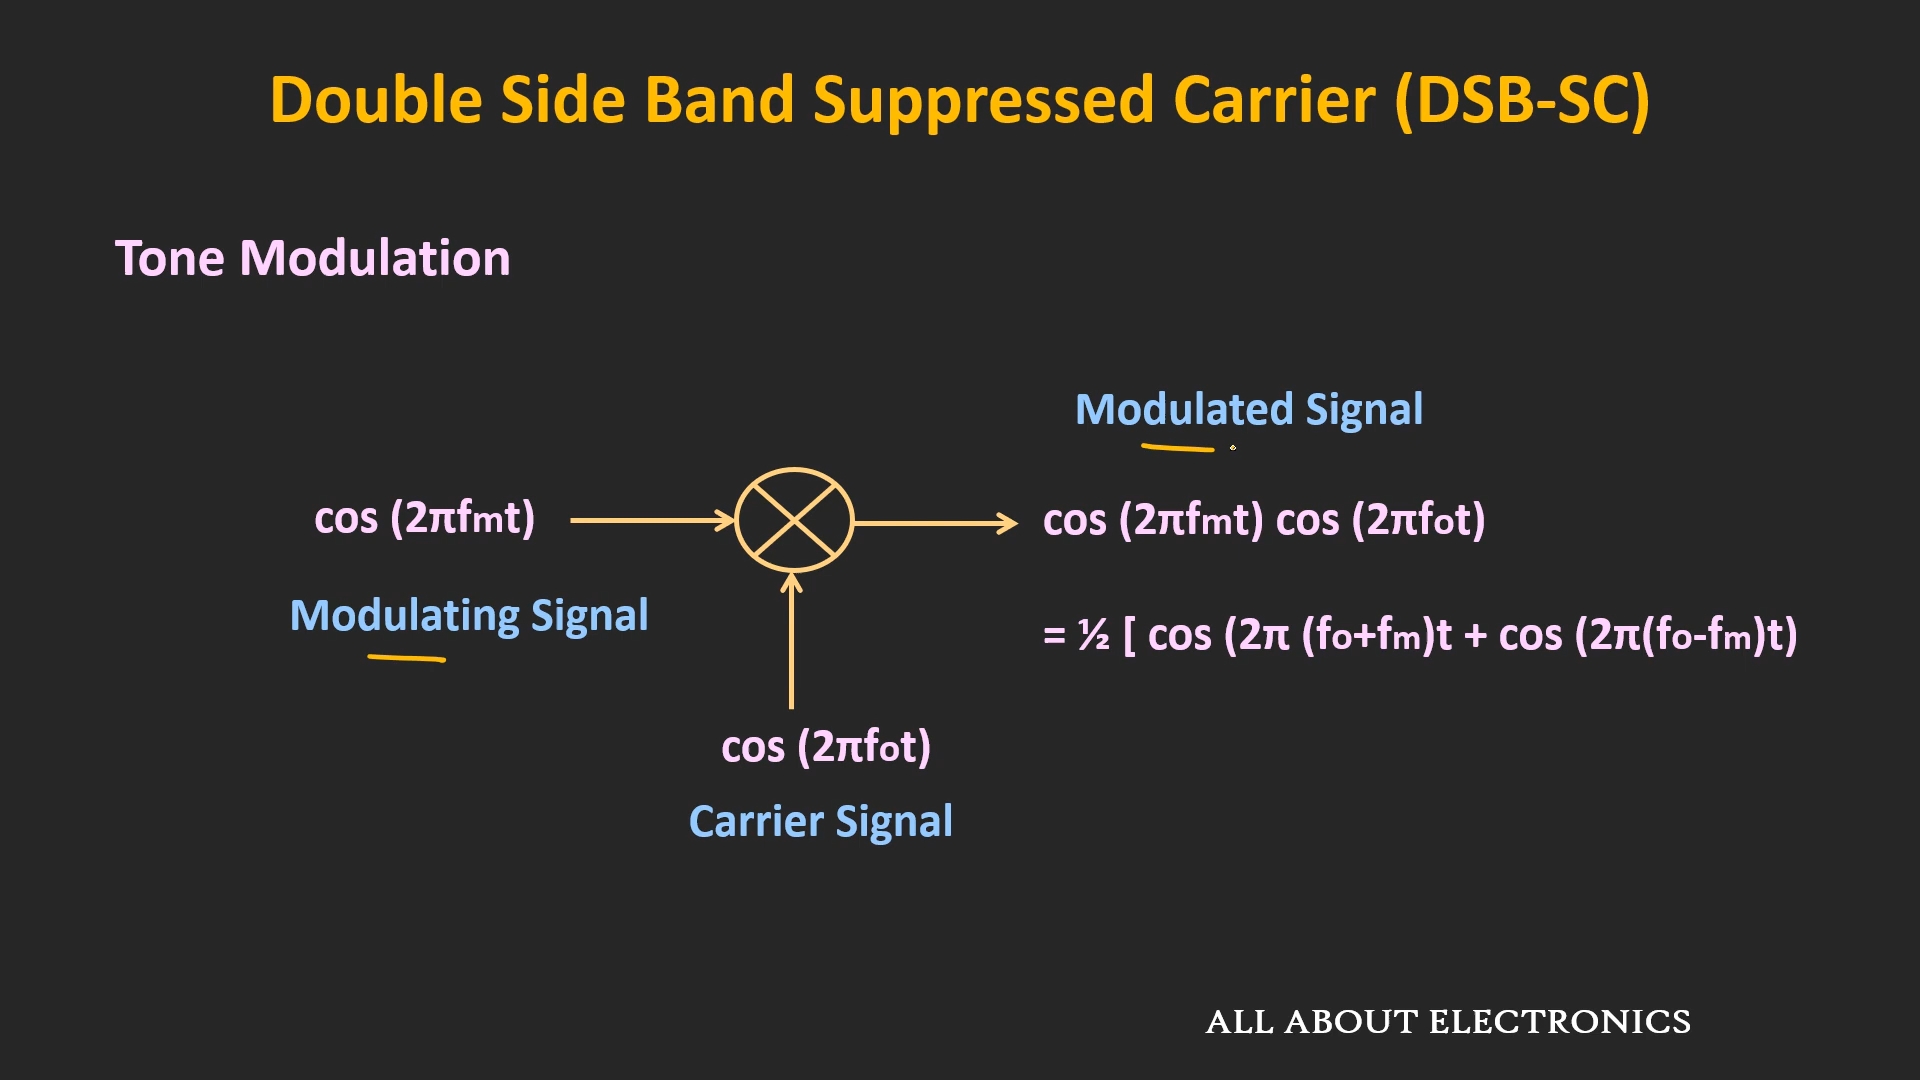 Double Side Band Suppressed Carrier (DSB-SC)
Tone Modulation
Modulated Signal
cos (2πfmt)
cos (2πfmt) cos (2πfot)
Modulating Signal
= ½ [ cos (2π (fo+fm)t + cos (2π(fo-fm)t)
cos (2πfot)
Carrier Signal
ALL ABOUT ELECTRONICS